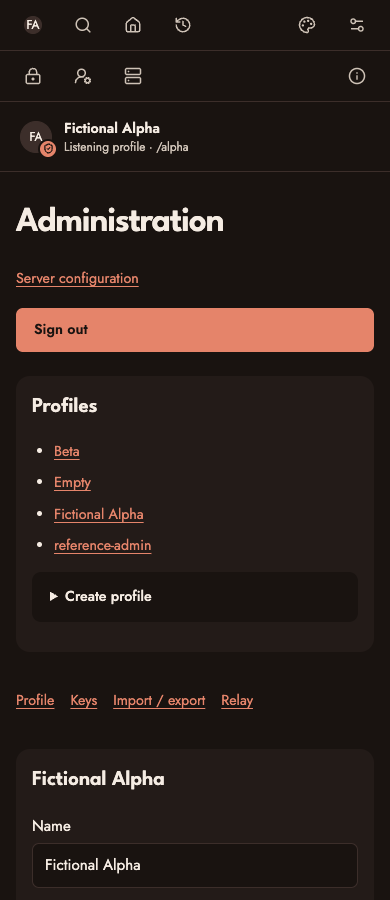 FA
FA
Fictional Alpha
Listening profile · /alpha
Administration
Server configuration
Sign out
Profiles
Beta
Empty
Fictional Alpha
reference-admin
Create profile
Profile Keys Import / export Relay
Fictional Alpha
Name
Fictional Alpha